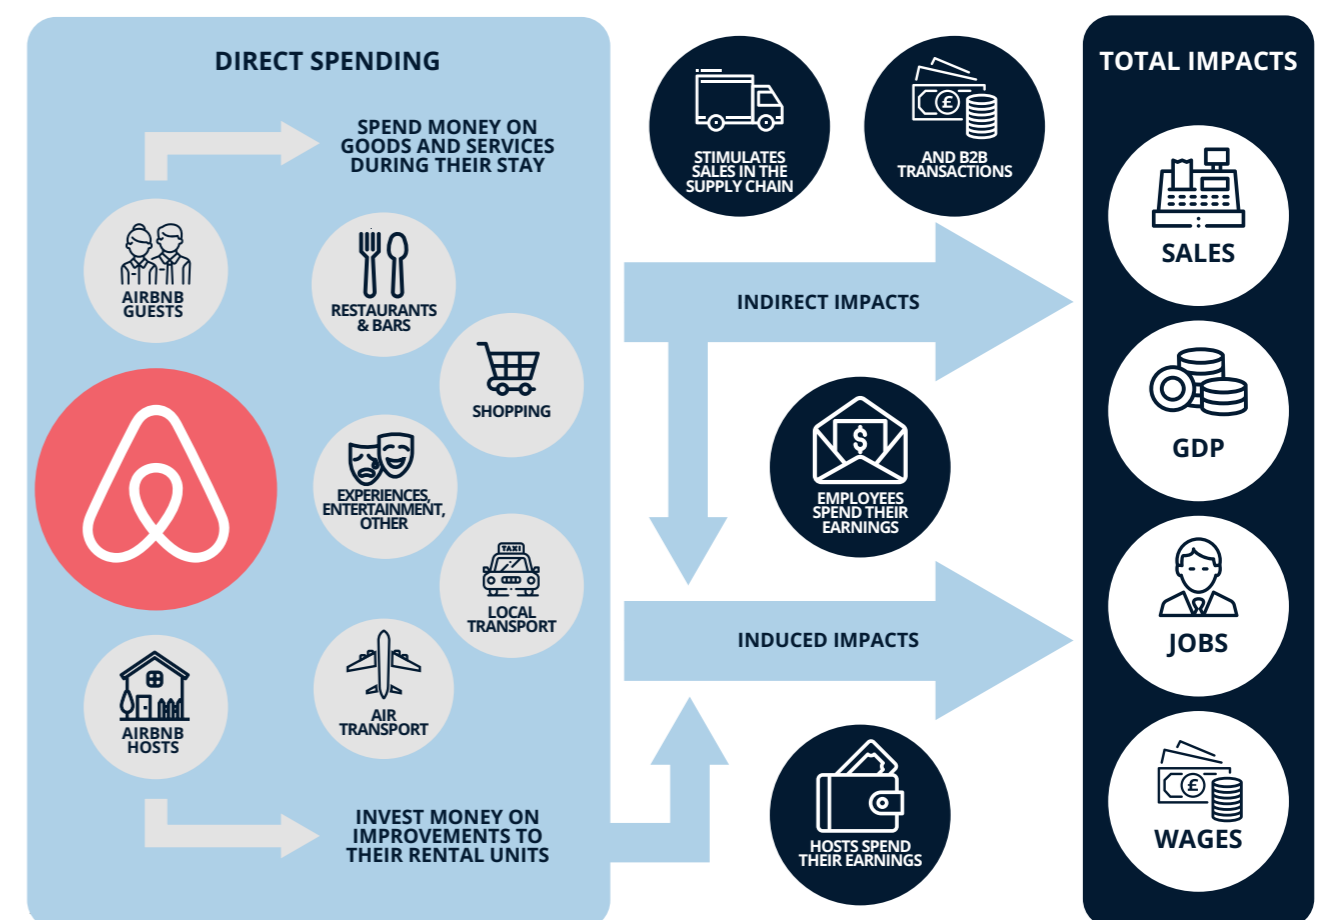 DIRECT SPENDING
SPEND MONEY ON
GOODS AND SERVICES
DURING THEIR STAY
AIRBNB
GUESTS
RESTAURANTS
& BARS
SHOPPING
EXPERIENCES,
ENTERTAINMENT,
OTHER
TAXI
LOCAL
TRANSPORT
AIR
TRANSPORT
AIRBNB
HOSTS
INVEST MONEY ON
IMPROVEMENTS TO
THEIR RENTAL UNITS
STIMULATES
SALES IN THE
SUPPLY CHAIN
£
AND B2B
TRANSACTIONS
INDIRECT IMPACTS
$
EMPLOYEES
SPEND THEIR
EARNINGS
INDUCED IMPACTS
HOSTS SPEND
THEIR EARNINGS
TOTAL IMPACTS
SALES
GDP
JOBS
£
WAGES